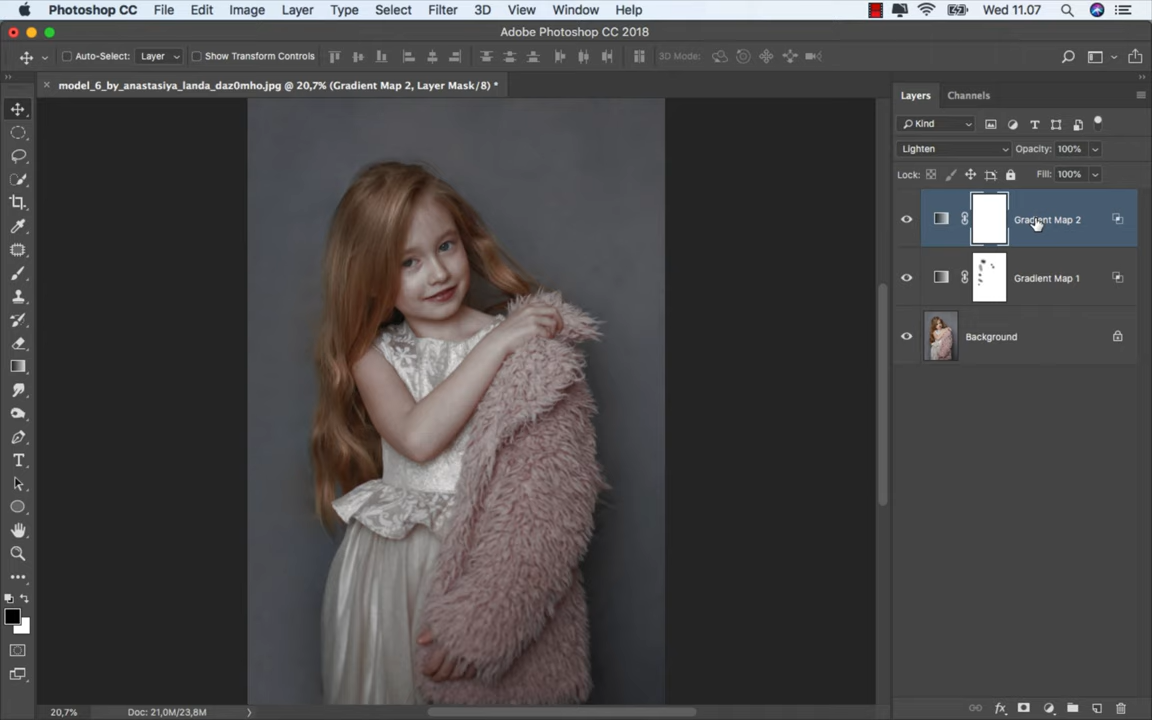 Photoshop CC File Edit Image Layer Type Select Filter 3D View Window Help Wed 11.07
Adobe Photoshop CC 2018
Auto-Select: Layer Show Transform Controls 3D Mode:
× model_6_by_anastasiya_landa_daz0mho.jpg @ 20,7% (Gradient Map 2, Layer Mask/8) *
Layers Channels
Kind
Lighten Opacity: 100%
Lock: Fill: 100%
Gradient Map 2
Gradient Map 1
Background
20,7% Doc: 21,0M/23,8M